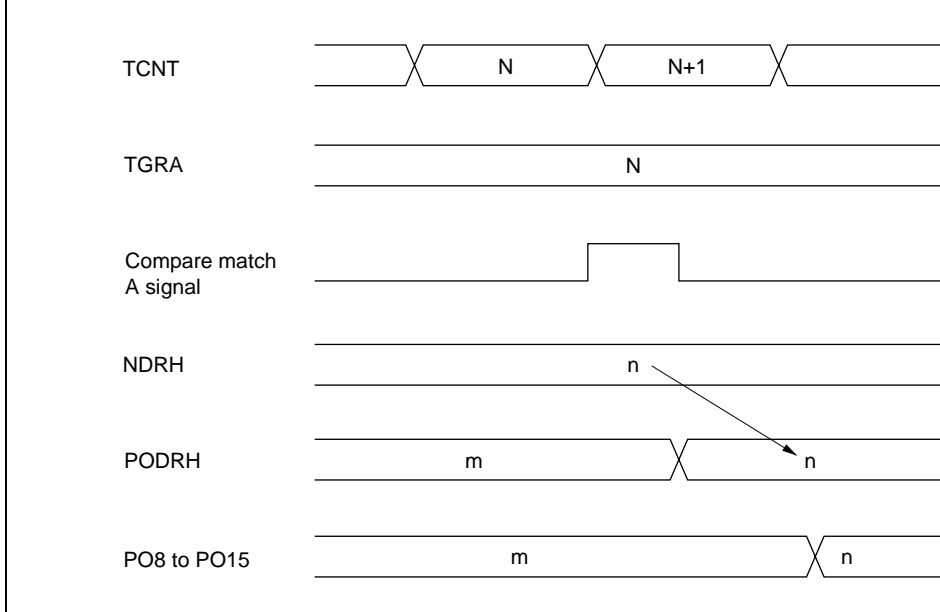 TCNT N N+1
TGRA N
Compare match
A signal
NDRH n
PODRH m n
PO8 to PO15 m n